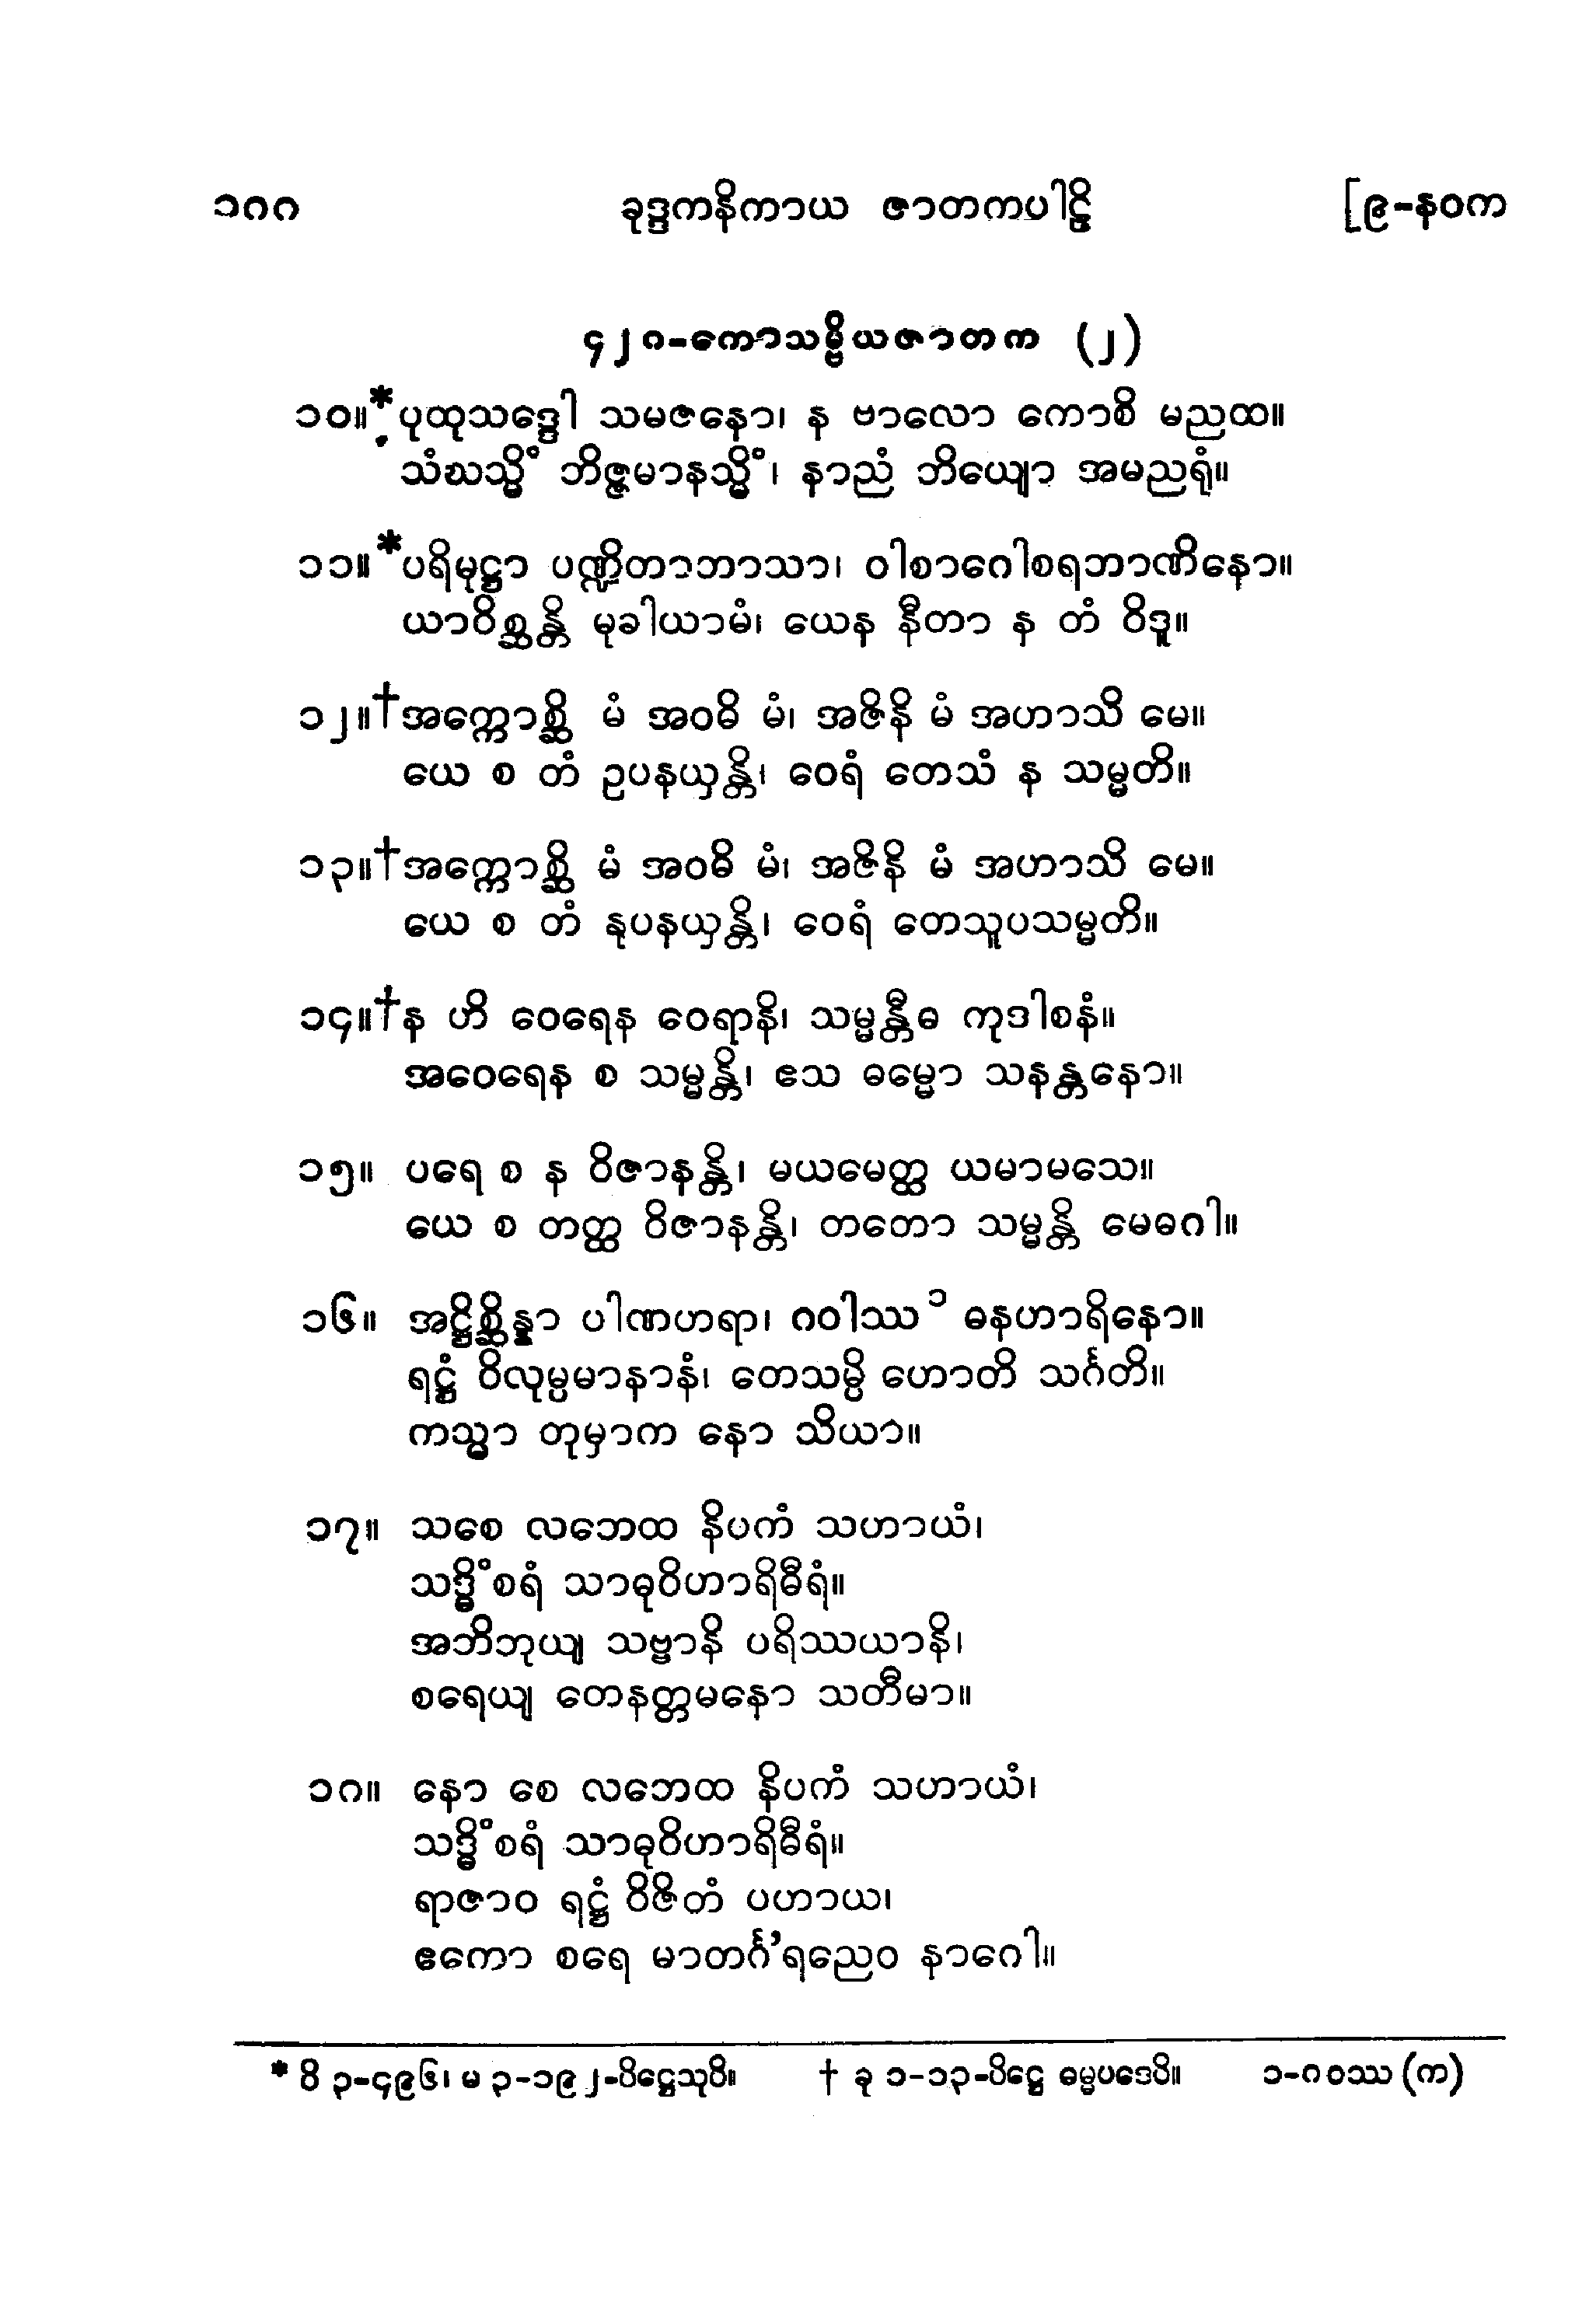 ၁၈၈ ခုဒ္ဒကနိကာယ ဇာတကပါဠိ [၉-နဝက
၄၂၈-ကောသမ္ဗိယဇာတက (၂)
၁၀။ *ပုထုသဒ္ဒေါ သမဇနော၊ န ဗာလော ကောစိ မညထ။
သံဃသ္မိံ ဘိဇ္ဇမာနသ္မိံ၊ နာညံ ဘိယျော အမညရုံ။
၁၁။ *ပရိမုဋ္ဌာ ပဏ္ဍိတာဘာသာ၊ ဝါစာဂေါစရဘာဏိနော။
ယာဝိစ္ဆန္တိ မုခါယာမံ၊ ယေန နီတာ န တံ ဝိဒူ။
၁၂။ †အက္ကောစ္ဆိ မံ အဝဓိ မံ၊ အဇိနိ မံ အဟာသိ မေ။
ယေ စ တံ ဥပနယှန္တိ၊ ဝေရံ တေသံ န သမ္မတိ။
၁၃။ †အက္ကောစ္ဆိ မံ အဝဓိ မံ၊ အဇိနိ မံ အဟာသိ မေ။
ယေ စ တံ နုပနယှန္တိ၊ ဝေရံ တေသူပသမ္မတိ။
၁၄။ †န ဟိ ဝေရေန ဝေရာနိ၊ သမ္မန္တီဓ ကုဒါစနံ။
အဝေရေန စ သမ္မန္တိ၊ ဧသ ဓမ္မော သနန္တနော။
၁၅။ ပရေ စ န ဝိဇာနန္တိ၊ မယမေတ္ထ ယမာမသေ။
ယေ စ တတ္ထ ဝိဇာနန္တိ၊ တတော သမ္မန္တိ မေဓဂါ။
၁၆။ အဋ္ဌိစ္ဆိန္နာ ပါဏဟရာ၊ ဂဝါဿ ၁ ဓနဟာရိနော။
ရဋ္ဌံ ဝိလုမ္ပမာနာနံ၊ တေသမ္ပိ ဟောတိ သင်္ဂတိ။
ကသ္မာ တုမှာက နော သိယာ။
၁၇။ သစေ လဘေထ နိပကံ သဟာယံ၊
သဒ္ဓိံစရံ သာဓုဝိဟာရိဓီရံ။
အဘိဘုယျ သဗ္ဗာနိ ပရိဿယာနိ၊
စရေယျ တေနတ္တမနော သတီမာ။
၁၈။ နော စေ လဘေထ နိပကံ သဟာယံ၊
သဒ္ဓိံစရံ သာဓုဝိဟာရိဓီရံ။
ရာဇာဝ ရဋ္ဌံ ဝိဇိတံ ပဟာယ၊
ဧကော စရေ မာတင်္ဂ’ရညေဝ နာဂေါ။
* ဝိ ၃-၄၉၆၊ မ ၃-၁၉၂-ပိဋ္ဌေသုပိ။ † ခု ၁-၁၃-ပိဋ္ဌေ ဓမ္မပဒေပိ။ ၁-ဂဝဿ (က)